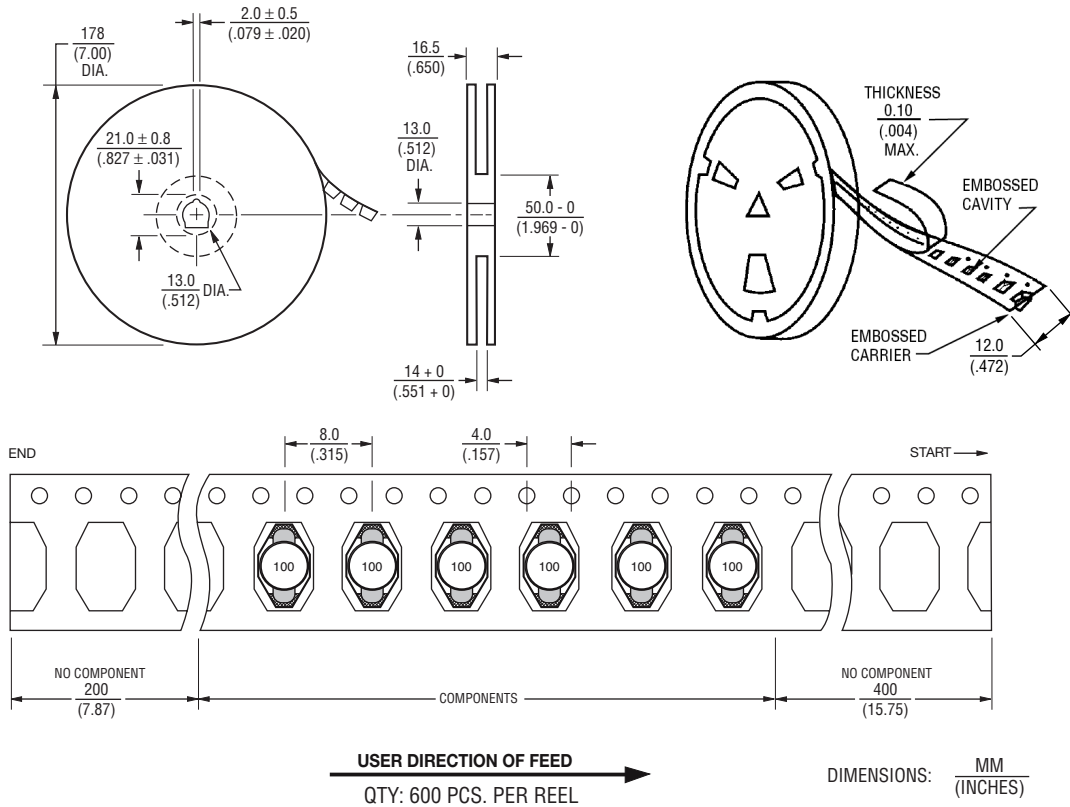 2.0 ± 0.5
(.079 ± .020)
178
(7.00)
DIA.
16.5
(.650)
21.0 ± 0.8
(.827 ± .031)
13.0
(.512)
DIA.
50.0 - 0
(1.969 - 0)
13.0
(.512)
DIA.
14 + 0
(.551 + 0)
THICKNESS
0.10
(.004)
MAX.
EMBOSSED
CAVITY
EMBOSSED
CARRIER
12.0
(.472)
END
8.0
(.315)
4.0
(.157)
START
100 100 100 100 100 100
NO COMPONENT
200
(7.87)
COMPONENTS
NO COMPONENT
400
(15.75)
USER DIRECTION OF FEED
QTY: 600 PCS. PER REEL
DIMENSIONS: MM
(INCHES)